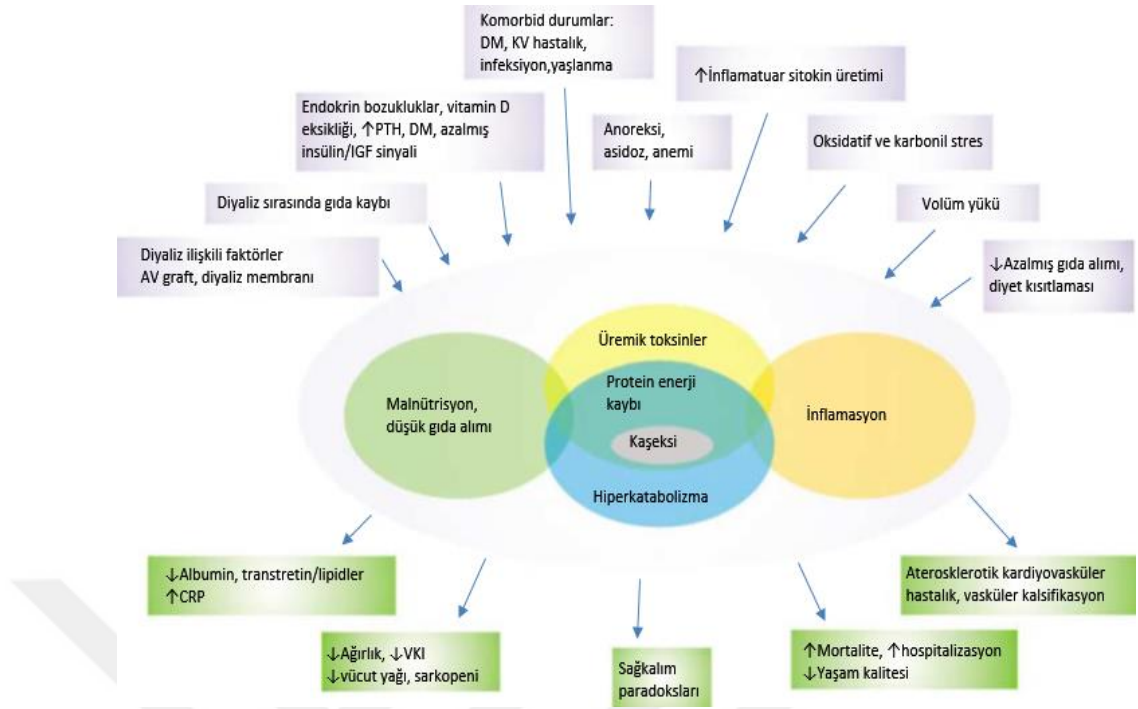 Komorbid durumlar:
DM, KV hastalık,
infeksiyon,yaşlanma
↑İnflamatuar sitokin üretimi
Endokrin bozukluklar, vitamin D
eksikliği, ↑PTH, DM, azalmış
insülin/IGF sinyali
Anoreksi,
asidoz, anemi
Oksidatif ve karbonil stres
Diyaliz sırasında gıda kaybı
Volüm yükü
Diyaliz ilişkili faktörler
AV graft, diyaliz membranı
↓Azalmış gıda alımı,
diyet kısıtlaması
Üremik toksinler
Protein enerji
kaybı
Malnütrisyon,
düşük gıda alımı
İnflamasyon
Kaşeksi
Hiperkatabolizma
↓Albumin, transtretin/lipidler
↑CRP
Aterosklerotik kardiyovasküler
hastalık, vasküler kalsifikasyon
↓Ağırlık, ↓VKI
↓vücut yağı, sarkopeni
Sağkalım
paradoksları
↑Mortalite, ↑hospitalizasyon
↓Yaşam kalitesi